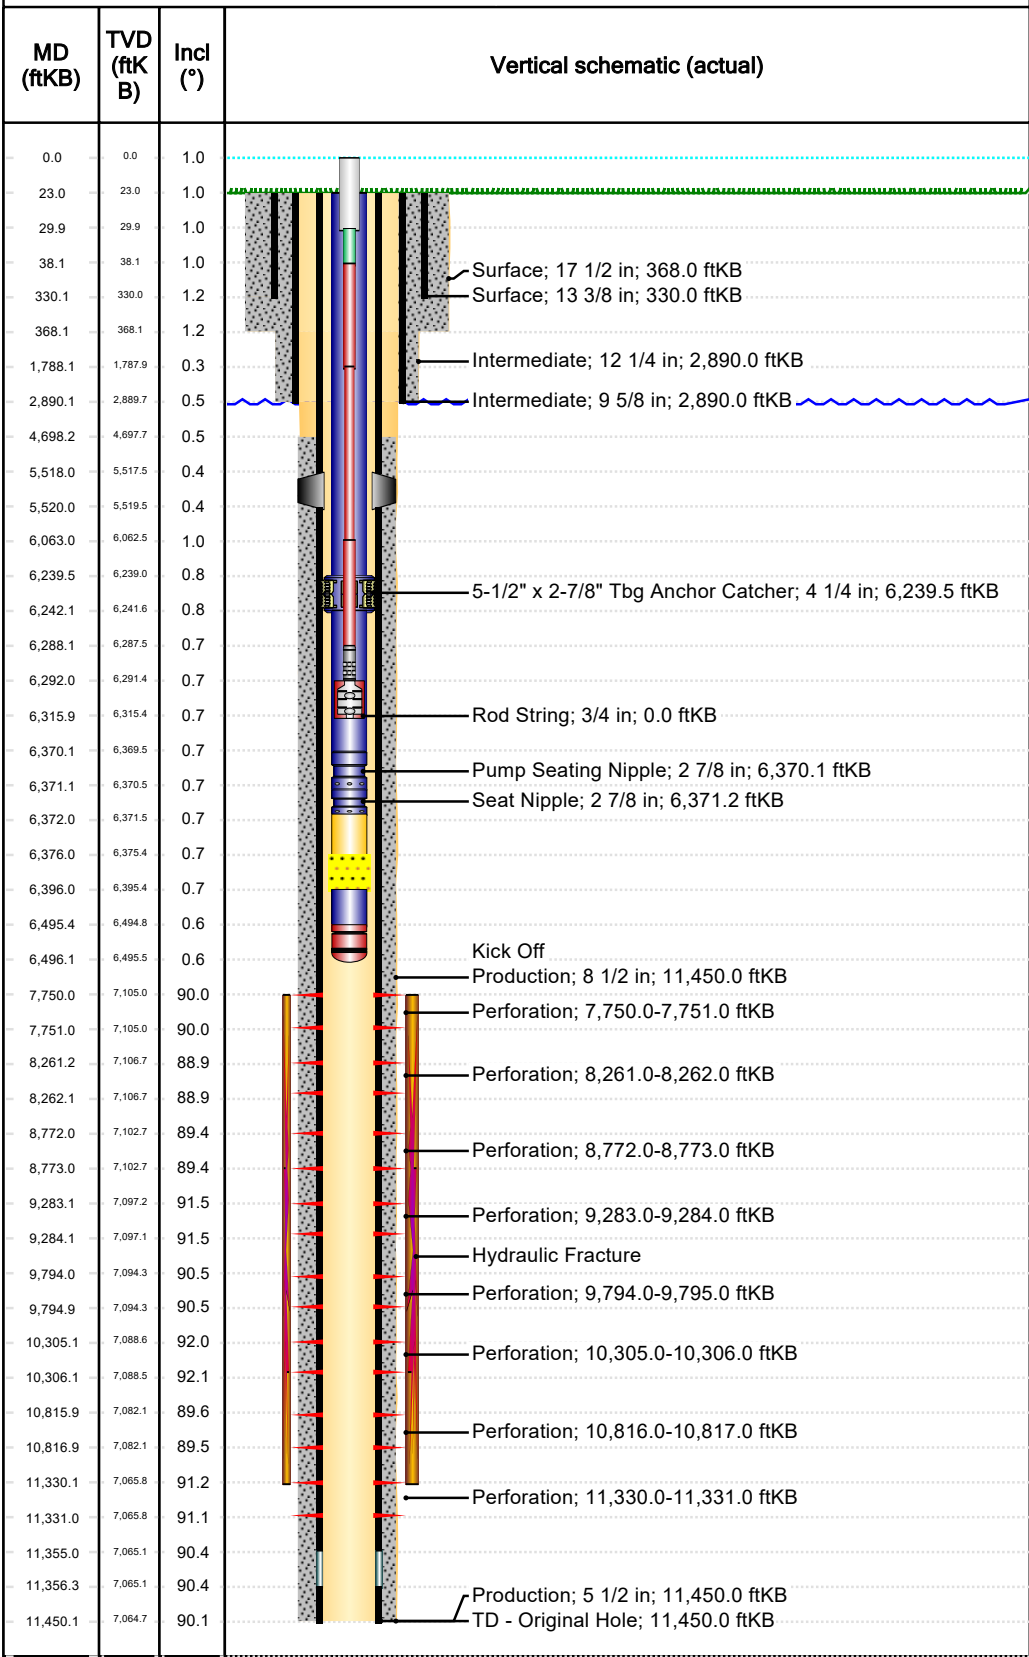 MD (ftKB) TVD (ftK B) Incl (°) Vertical schematic (actual)
0.0 0.0 1.0
23.0 23.0 1.0
29.9 29.9 1.0
38.1 38.1 1.0
Surface; 17 1/2 in; 368.0 ftKB
330.1 330.0 1.2 Surface; 13 3/8 in; 330.0 ftKB
368.1 368.1 1.2
1,788.1 1,787.9 0.3 Intermediate; 12 1/4 in; 2,890.0 ftKB
2,890.1 2,889.7 0.5 Intermediate; 9 5/8 in; 2,890.0 ftKB
4,698.2 4,697.7 0.5
5,518.0 5,517.5 0.4
5,520.0 5,519.5 0.4
6,063.0 6,062.5 1.0
6,239.5 6,239.0 0.8
5-1/2" x 2-7/8" Tbg Anchor Catcher; 4 1/4 in; 6,239.5 ftKB
6,242.1 6,241.6 0.8
6,288.1 6,287.5 0.7
6,292.0 6,291.4 0.7
6,315.9 6,315.4 0.7 Rod String; 3/4 in; 0.0 ftKB
6,370.1 6,369.5 0.7
Pump Seating Nipple; 2 7/8 in; 6,370.1 ftKB
6,371.1 6,370.5 0.7
Seat Nipple; 2 7/8 in; 6,371.2 ftKB
6,372.0 6,371.5 0.7
6,376.0 6,375.4 0.7
6,396.0 6,395.4 0.7
6,495.4 6,494.8 0.6
Kick Off
6,496.1 6,495.5 0.6
Production; 8 1/2 in; 11,450.0 ftKB
7,750.0 7,105.0 90.0
Perforation; 7,750.0-7,751.0 ftKB
7,751.0 7,105.0 90.0
8,261.2 7,106.7 88.9
Perforation; 8,261.0-8,262.0 ftKB
8,262.1 7,106.7 88.9
8,772.0 7,102.7 89.4
Perforation; 8,772.0-8,773.0 ftKB
8,773.0 7,102.7 89.4
9,283.1 7,097.2 91.5
Perforation; 9,283.0-9,284.0 ftKB
9,284.1 7,097.1 91.5
Hydraulic Fracture
9,794.0 7,094.3 90.5
Perforation; 9,794.0-9,795.0 ftKB
9,794.9 7,094.3 90.5
10,305.1 7,088.6 92.0
Perforation; 10,305.0-10,306.0 ftKB
10,306.1 7,088.5 92.1
10,815.9 7,082.1 89.6
Perforation; 10,816.0-10,817.0 ftKB
10,816.9 7,082.1 89.5
11,330.1 7,065.8 91.2
Perforation; 11,330.0-11,331.0 ftKB
11,331.0 7,065.8 91.1
11,355.0 7,065.1 90.4
11,356.3 7,065.1 90.4
Production; 5 1/2 in; 11,450.0 ftKB
11,450.1 7,064.7 90.1 TD - Original Hole; 11,450.0 ftKB